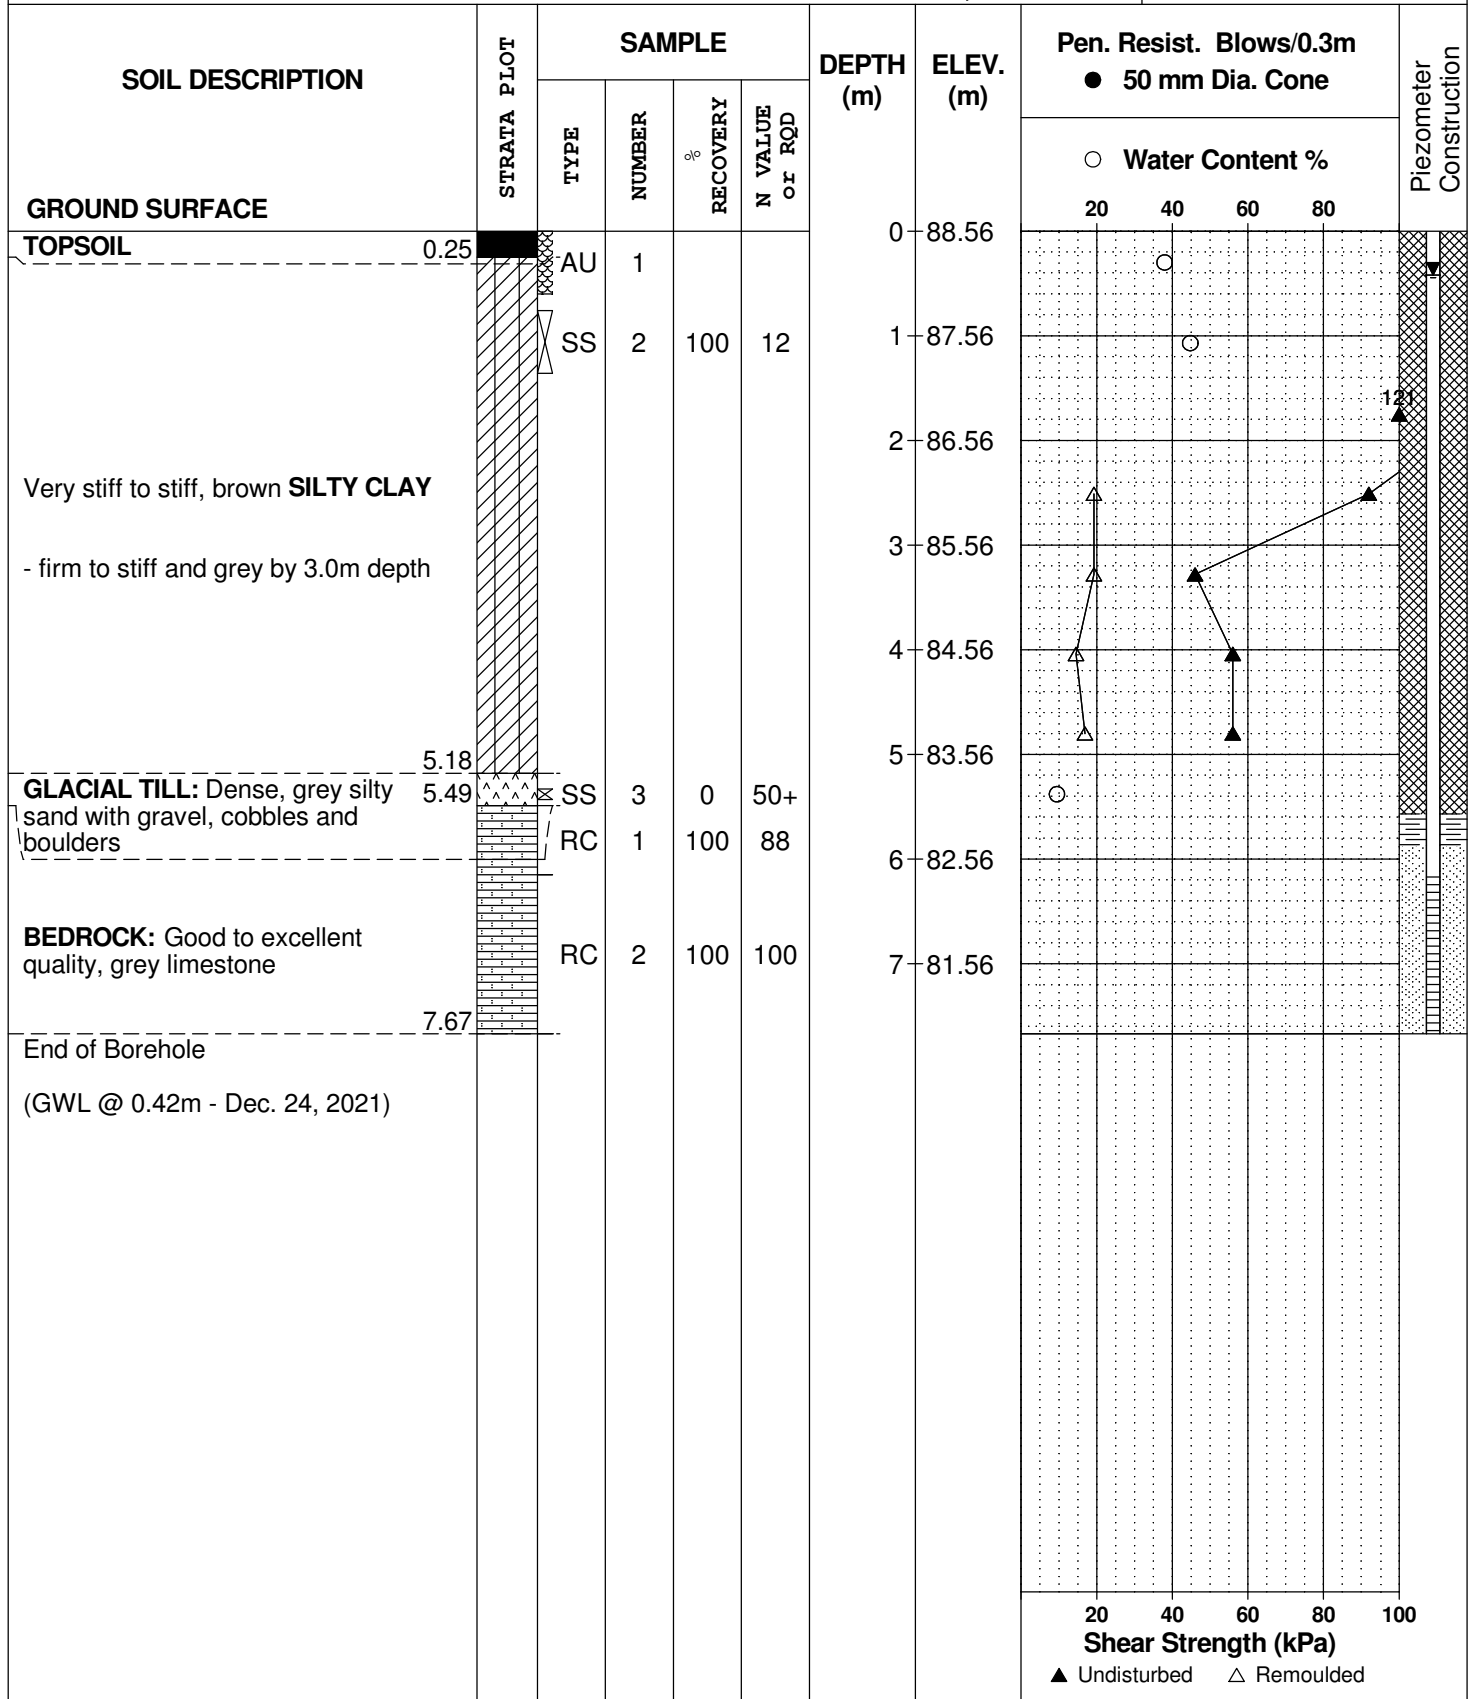 SOIL DESCRIPTION
GROUND SURFACE
STRATA PLOT
SAMPLE
TYPE
NUMBER
% RECOVERY
N VALUE or RQD
DEPTH (m)
ELEV. (m)
Pen. Resist. Blows/0.3m
● 50 mm Dia. Cone
○ Water Content %
20 40 60 80
Piezometer Construction
0 88.56
TOPSOIL 0.25
AU 1
SS 2 100 12
1 87.56
121
2 86.56
Very stiff to stiff, brown SILTY CLAY
3 85.56
- firm to stiff and grey by 3.0m depth
4 84.56
5 83.56
5.18
GLACIAL TILL: Dense, grey silty 5.49
sand with gravel, cobbles and
boulders
SS 3 0 50+
RC 1 100 88
6 82.56
BEDROCK: Good to excellent
quality, grey limestone
RC 2 100 100
7 81.56
7.67
End of Borehole
(GWL @ 0.42m - Dec. 24, 2021)
20 40 60 80 100
Shear Strength (kPa)
▲ Undisturbed △ Remoulded